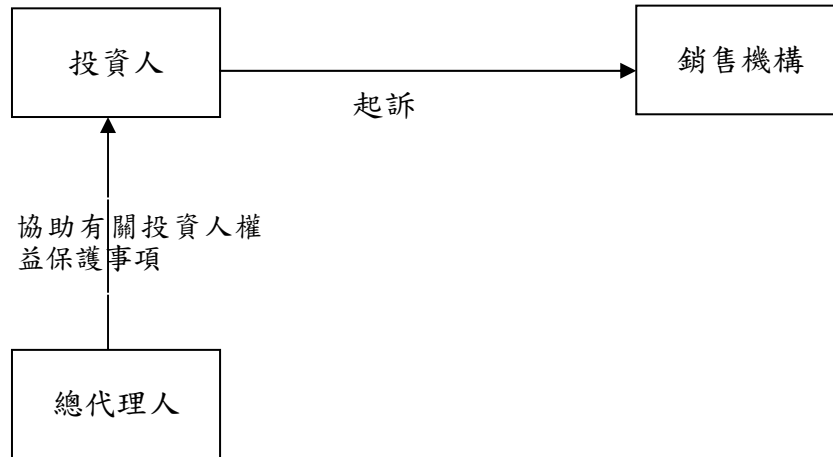 投資人
銷售機構
起訴
協助有關投資人權
益保護事項
總代理人